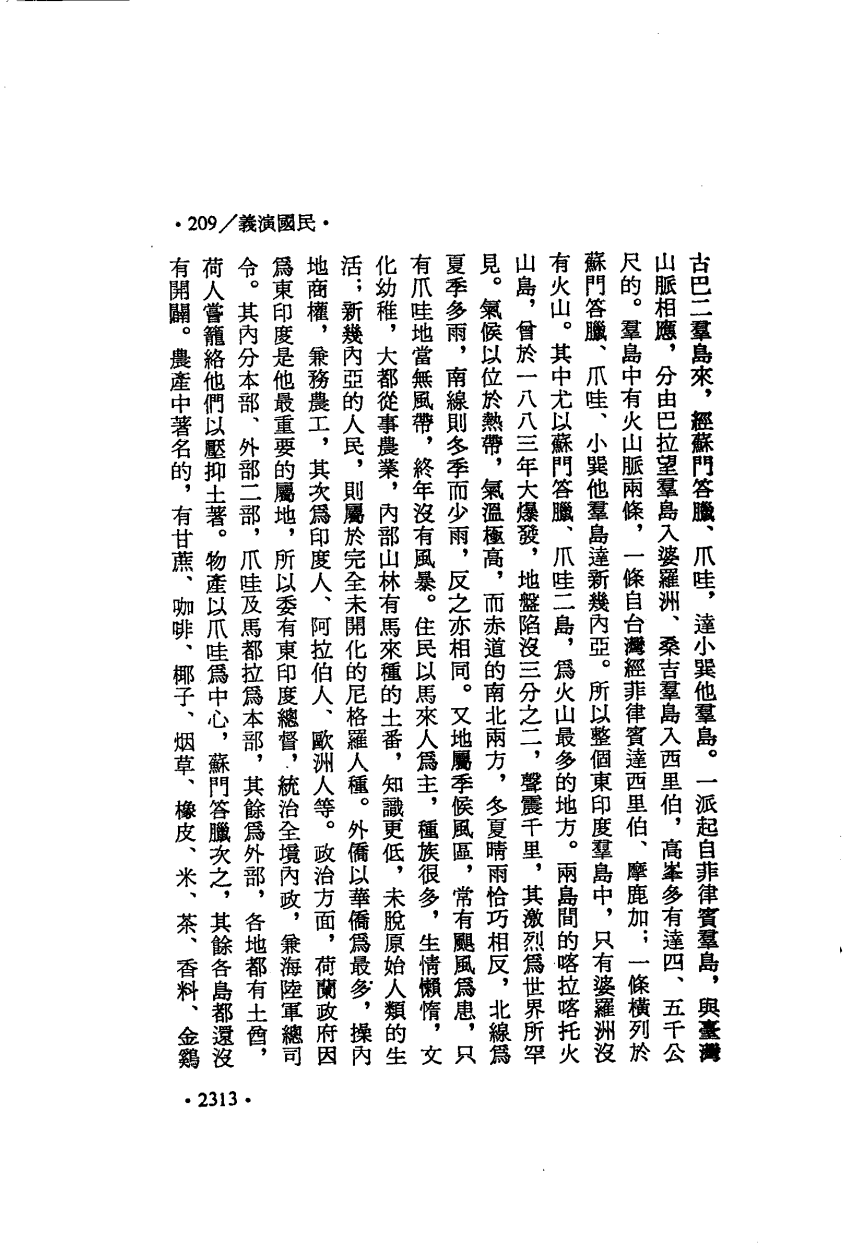 ·209／義演國民·
古巴二羣島來，經蘇門答臘、爪哇，達小巽他羣島。一派起自菲律賓羣島，與臺灣
山脈相應，分由巴拉望羣島入婆羅洲、桑吉羣島入西里伯，高峯多有達四、五千公
尺的。羣島中有火山脈兩條，一條自台灣經菲律賓達西里伯、摩鹿加；一條橫列於
蘇門答臘、爪哇、小巽他羣島達新幾內亞。所以整個東印度羣島中，只有婆羅洲沒
有火山。其中尤以蘇門答臘、爪哇二島，爲火山最多的地方。兩島間的喀拉喀托火
山島，曾於一八八三年大爆發，地盤陷沒三分之二，聲震千里，其激烈爲世界所罕
見。氣候以位於熱帶，氣溫極高，而赤道的南北兩方，冬夏晴雨恰巧相反，北線爲
夏季多雨，南線則冬季而少雨，反之亦相同。又地屬季候風區，常有颶風爲患，只
有爪哇地當無風帶，終年沒有風暴。住民以馬來人爲主，種族很多，生情懶惰，文
化幼稚，大都從事農業，內部山林有馬來種的土番，知識更低，未脫原始人類的生
活；新幾內亞的人民，則屬於完全未開化的尼格羅人種。外僑以華僑爲最多，操內
地商權，兼務農工，其次爲印度人、阿拉伯人、歐洲人等。政治方面，荷蘭政府因
爲東印度是他最重要的屬地，所以委有東印度總督，統治全境內政，兼海陸軍總司
令。其內分本部、外部二部，爪哇及馬都拉爲本部，其餘爲外部，各地都有土酋，
荷人嘗籠絡他們以壓抑土著。物產以爪哇爲中心，蘇門答臘次之，其餘各島都還沒
有開闢。農產中著名的，有甘蔗、咖啡、椰子、烟草、橡皮、米、茶、香料、金鷄
·2313·